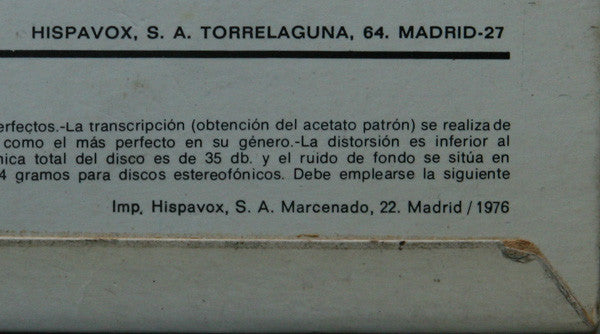 HISPAVOX, S. A. TORRELAGUNA, 64. MADRID-27
erfectos.-La transcripción (obtención del acetato patrón) se realiza de
como el más perfecto en su género.-La distorsión es inferior al
nica total del disco es de 35 db. y el ruido de fondo se sitúa en
4 gramos para discos estereofónicos. Debe emplearse la siguiente
Imp. Hispavox, S. A. Marcenado, 22. Madrid / 1976